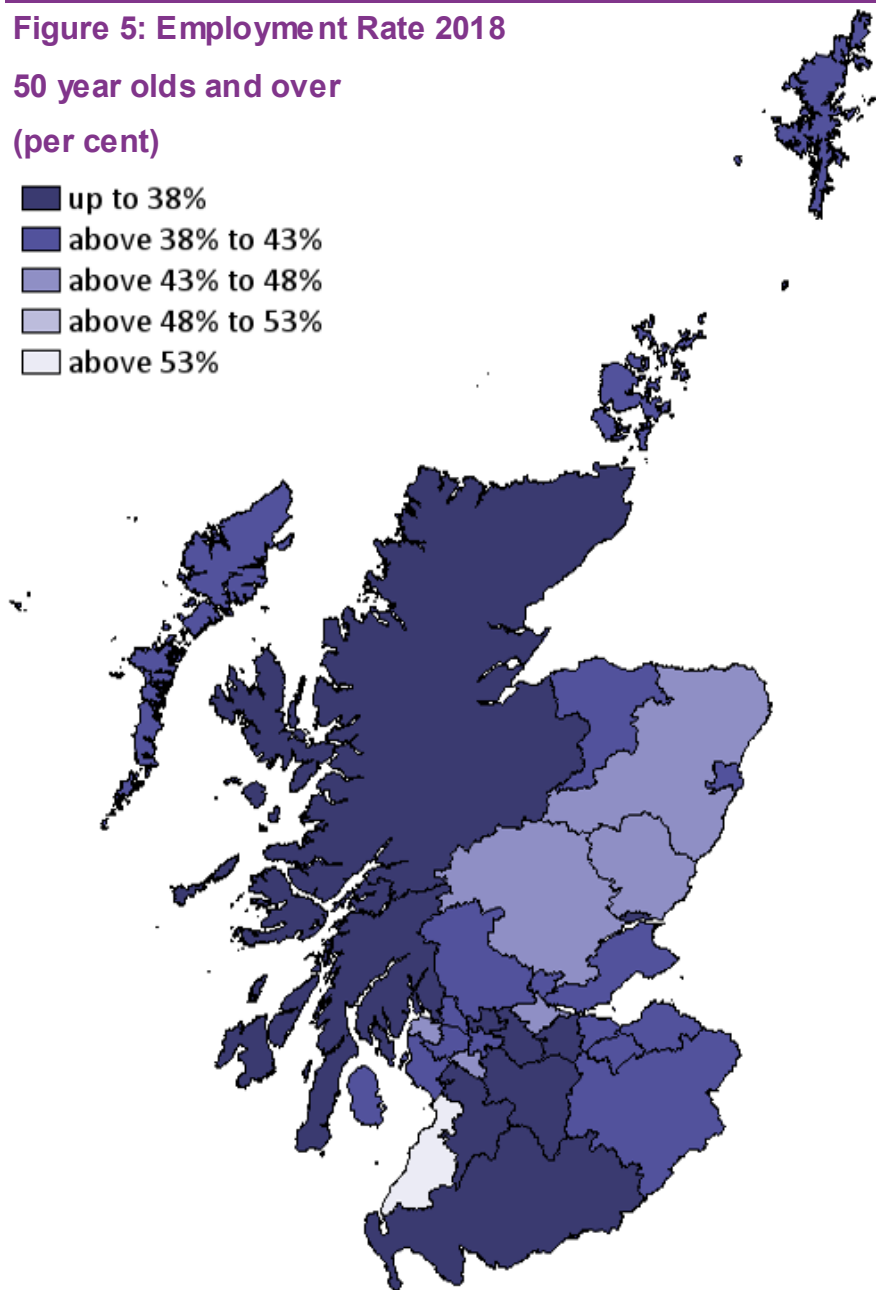 Figure 5: Employment Rate 2018
50 year olds and over
(per cent)
up to 38%
above 38% to 43%
above 43% to 48%
above 48% to 53%
above 53%